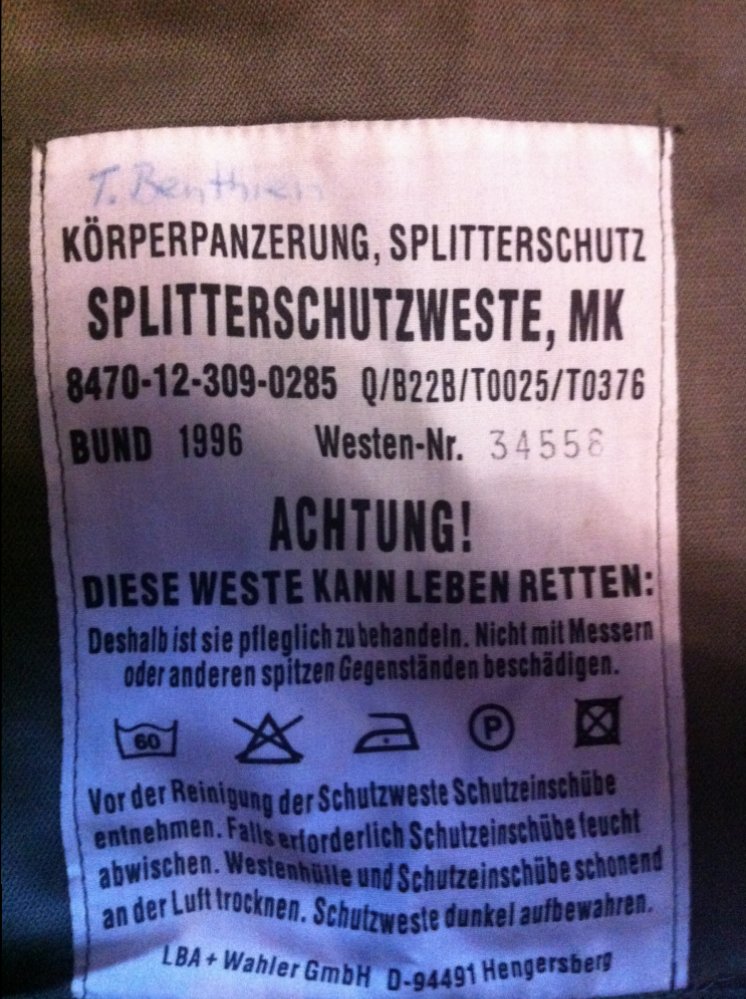 T. Benthien
KÖRPERPANZERUNG, SPLITTERSCHUTZ
SPLITTERSCHUTZWESTE, MK
8470-12-309-0285 Q/B22B/T0025/T0376
BUND 1996 Westen-Nr. 34556
ACHTUNG!
DIESE WESTE KANN LEBEN RETTEN:
Deshalb ist sie pfleglich zu behandeln. Nicht mit Messern
oder anderen spitzen Gegenständen beschädigen.
60 P
Vor der Reinigung der Schutzweste Schutzeinschübe
entnehmen. Falls erforderlich Schutzeinschübe feucht
abwischen. Westenhülle und Schutzeinschübe schonend
an der Luft trocknen. Schutzweste dunkel aufbewahren.
LBA + Wahler GmbH D-94491 Hengersberg